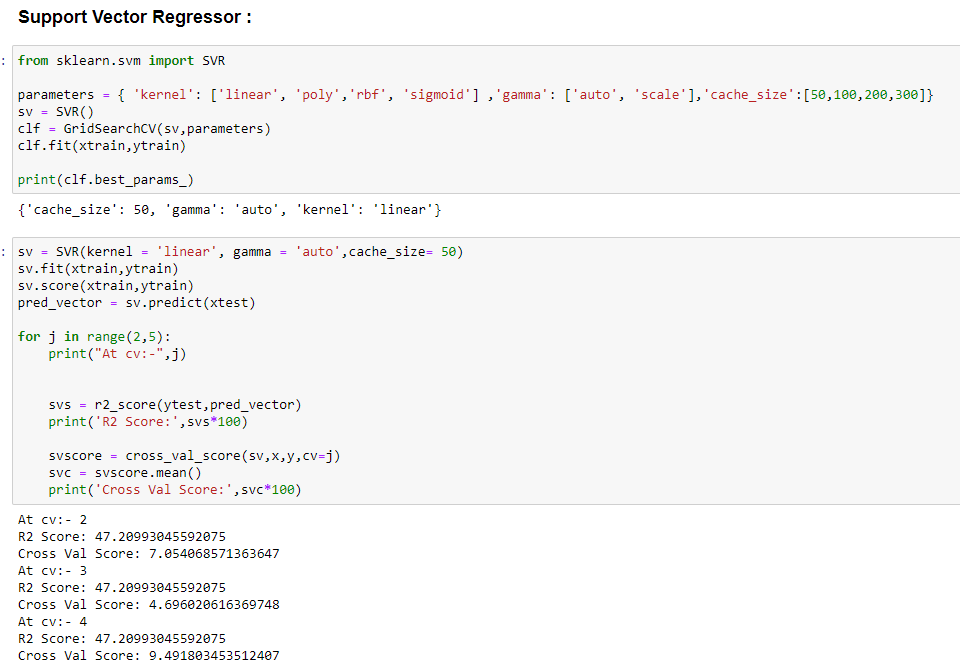 Support Vector Regressor :
: from sklearn.svm import SVR
parameters = { 'kernel': ['linear', 'poly','rbf', 'sigmoid'] ,'gamma': ['auto', 'scale'],'cache_size':[50,100,200,300]}
sv = SVR()
clf = GridSearchCV(sv,parameters)
clf.fit(xtrain,ytrain)
print(clf.best_params_)
{'cache_size': 50, 'gamma': 'auto', 'kernel': 'linear'}
: sv = SVR(kernel = 'linear', gamma = 'auto',cache_size= 50)
sv.fit(xtrain,ytrain)
sv.score(xtrain,ytrain)
pred_vector = sv.predict(xtest)
for j in range(2,5):
print("At cv:-",j)
svs = r2_score(ytest,pred_vector)
print('R2 Score:',svs*100)
svscore = cross_val_score(sv,x,y,cv=j)
svc = svscore.mean()
print('Cross Val Score:',svc*100)
At cv:- 2
R2 Score: 47.20993045592075
Cross Val Score: 7.054068571363647
At cv:- 3
R2 Score: 47.20993045592075
Cross Val Score: 4.696020616369748
At cv:- 4
R2 Score: 47.20993045592075
Cross Val Score: 9.491803453512407